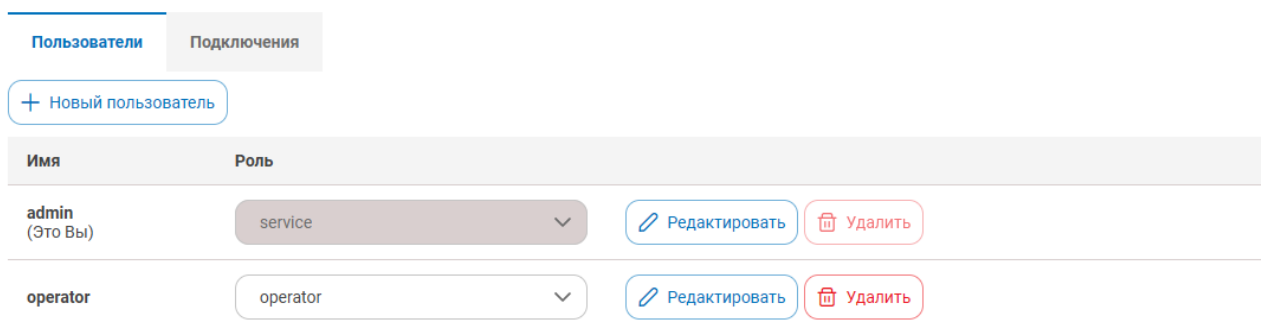 Пользователи Подключения
Новый пользователь
Имя Роль
admin
(Это Вы)
service Редактировать Удалить
operator operator Редактировать Удалить